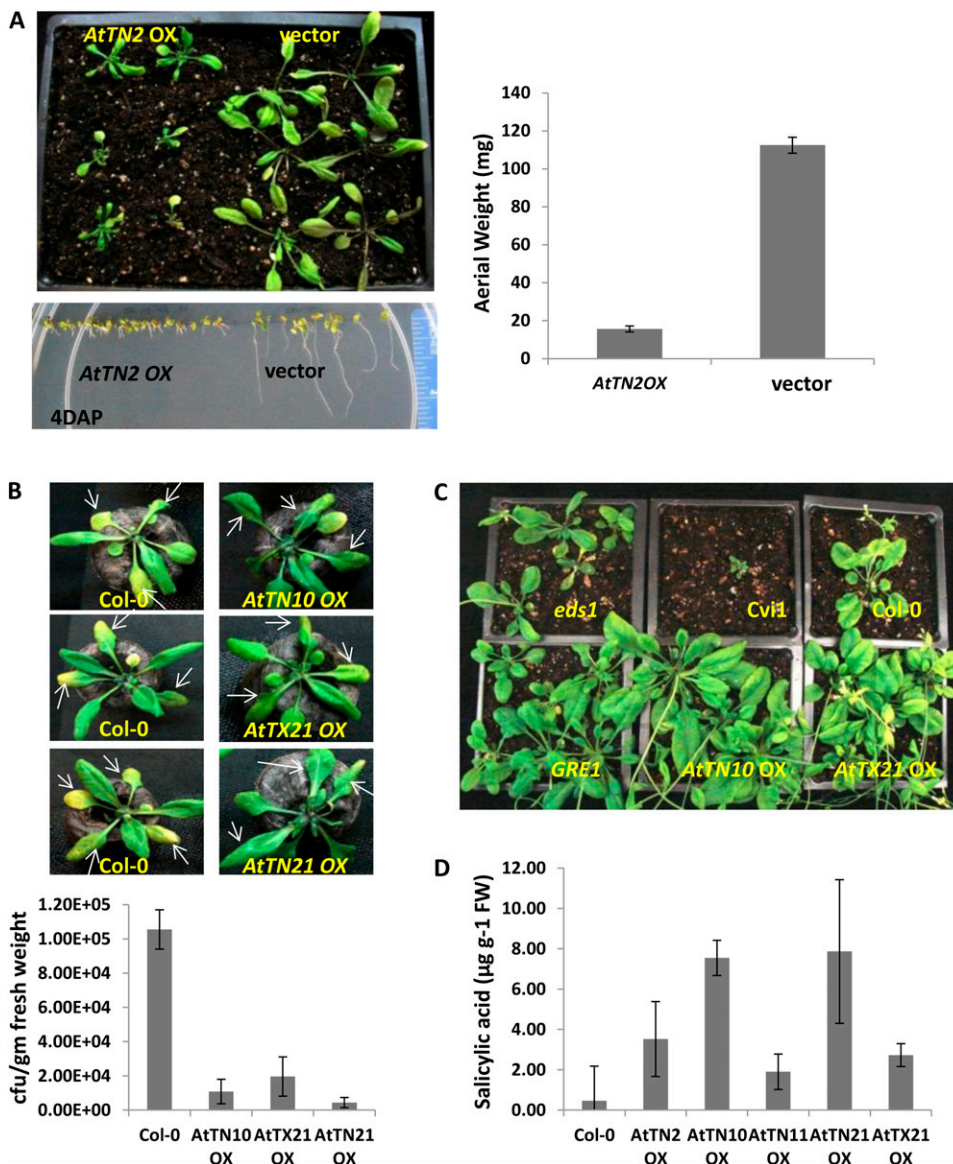 A
AtTN2 OX
vector
AtTN2 OX
vector
4DAP
140
120
100
80
60
40
20
0
Aerial Weight (mg)
AtTN2OX
vector
B
Col-0
AtTN10 OX
Col-0
AtTX21 OX
Col-0
AtTN21 OX
cfu/gm fresh weight
1.20E+05
1.00E+05
8.00E+04
6.00E+04
4.00E+04
2.00E+04
0.00E+00
Col-0
AtTN10 OX
AtTX21 OX
AtTN21 OX
C
eds1
Cvi1
Col-0
GRE1
AtTN10 OX
AtTX21 OX
D
Salicylic acid (µg g-1 FW)
12.00
10.00
8.00
6.00
4.00
2.00
0.00
Col-0
AtTN2 OX
AtTN10 OX
AtTN11 OX
AtTN21 OX
AtTX21 OX